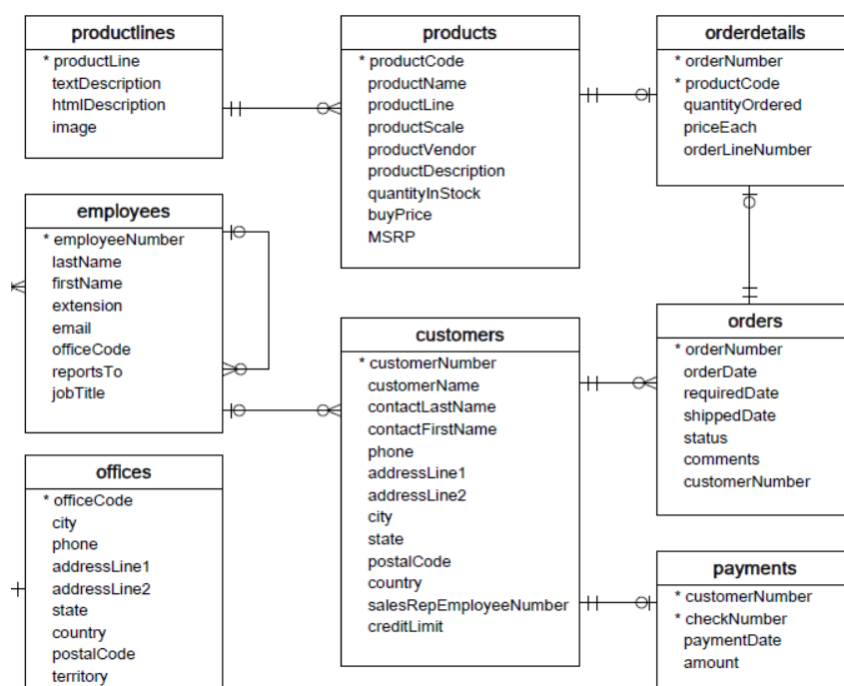 productlines
* productLine
textDescription
htmlDescription
image
products
* productCode
productName
productLine
productScale
productVendor
productDescription
quantityInStock
buyPrice
MSRP
orderdetails
* orderNumber
* productCode
quantityOrdered
priceEach
orderLineNumber
employees
* employeeNumber
lastName
firstName
extension
email
officeCode
reportsTo
jobTitle
customers
* customerNumber
customerName
contactLastName
contactFirstName
phone
addressLine1
addressLine2
city
state
postalCode
country
salesRepEmployeeNumber
creditLimit
orders
* orderNumber
orderDate
requiredDate
shippedDate
status
comments
customerNumber
offices
* officeCode
city
phone
addressLine1
addressLine2
state
country
postalCode
territory
payments
* customerNumber
* checkNumber
paymentDate
amount